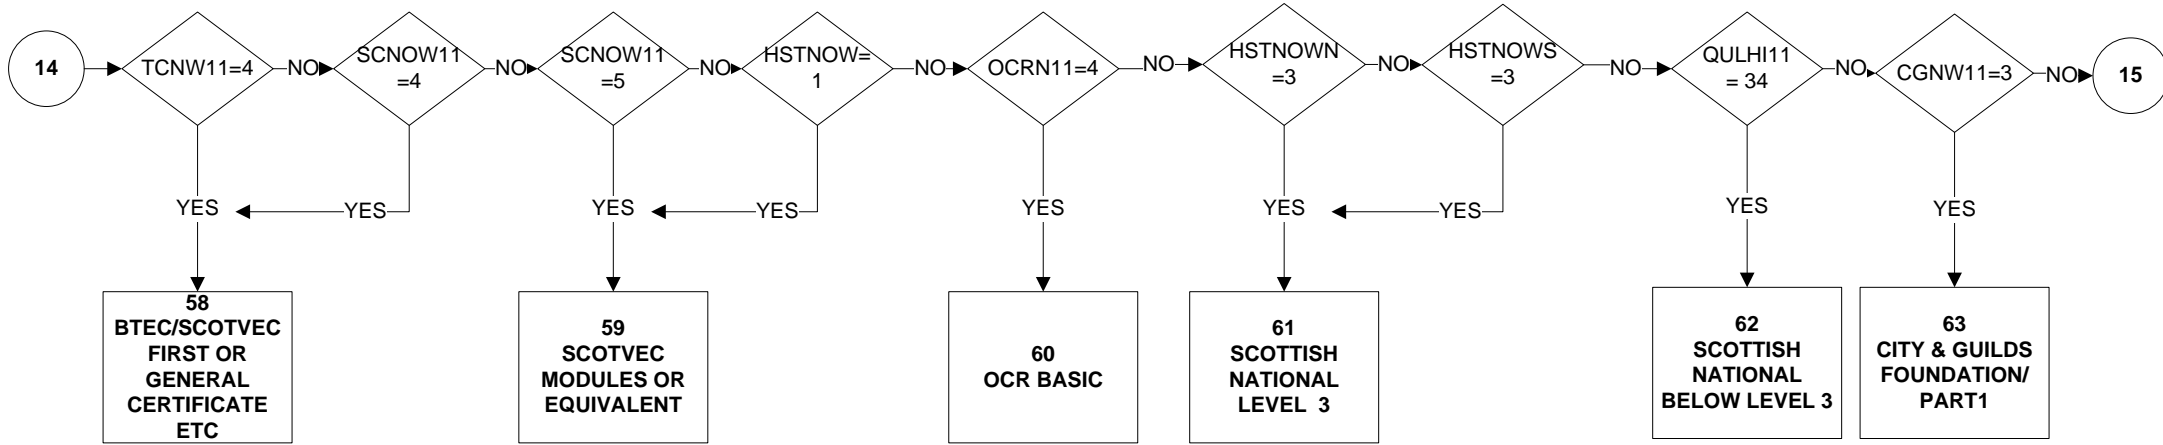 14
TCNW11=4
NO
SCNOW11
=4
NO
SCNOW11
=5
NO
HSTNOW=
1
NO
OCRN11=4
NO
HSTNOWN
=3
NO
HSTNOWS
=3
NO
QULHI11
= 34
NO
CGNW11=3
NO
15
YES
YES
YES
YES
YES
YES
YES
YES
YES
58
BTEC/SCOTVEC
FIRST OR
GENERAL
CERTIFICATE
ETC
59
SCOTVEC
MODULES OR
EQUIVALENT
60
OCR BASIC
61
SCOTTISH
NATIONAL
LEVEL 3
62
SCOTTISH
NATIONAL
BELOW LEVEL 3
63
CITY & GUILDS
FOUNDATION/
PART1